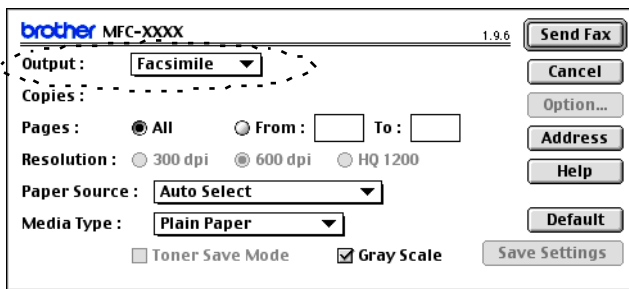 brother MFC-XXXX 1.9.6 Send Fax
Output : Facsimile Cancel
Copies : Option...
Pages : All From : To : Address
Resolution : 300 dpi 600 dpi HQ 1200 Help
Paper Source : Auto Select
Media Type : Plain Paper Default
Toner Save Mode Gray Scale Save Settings